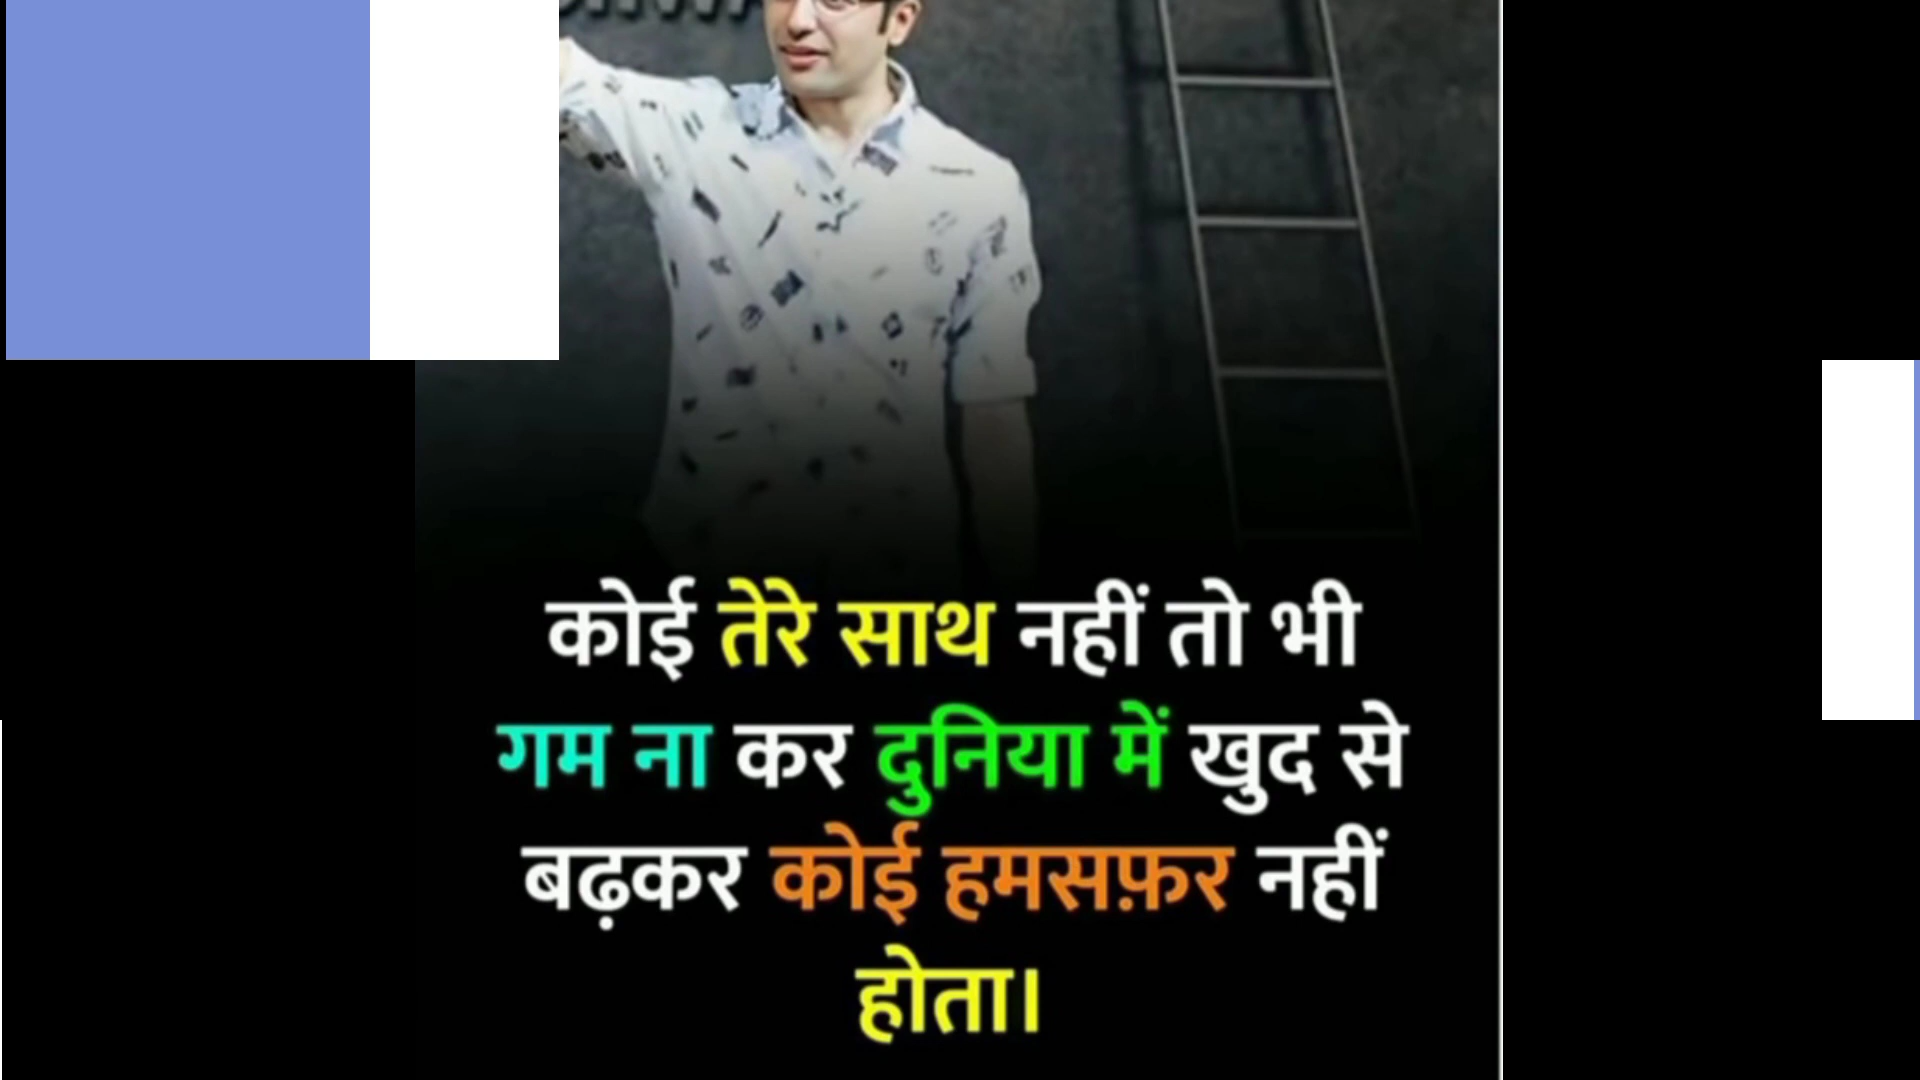 कोई तेरे साथ नहीं तो भी
गम ना कर दुनिया में खुद से
बढ़कर कोई हमसफ़र नहीं
होता।